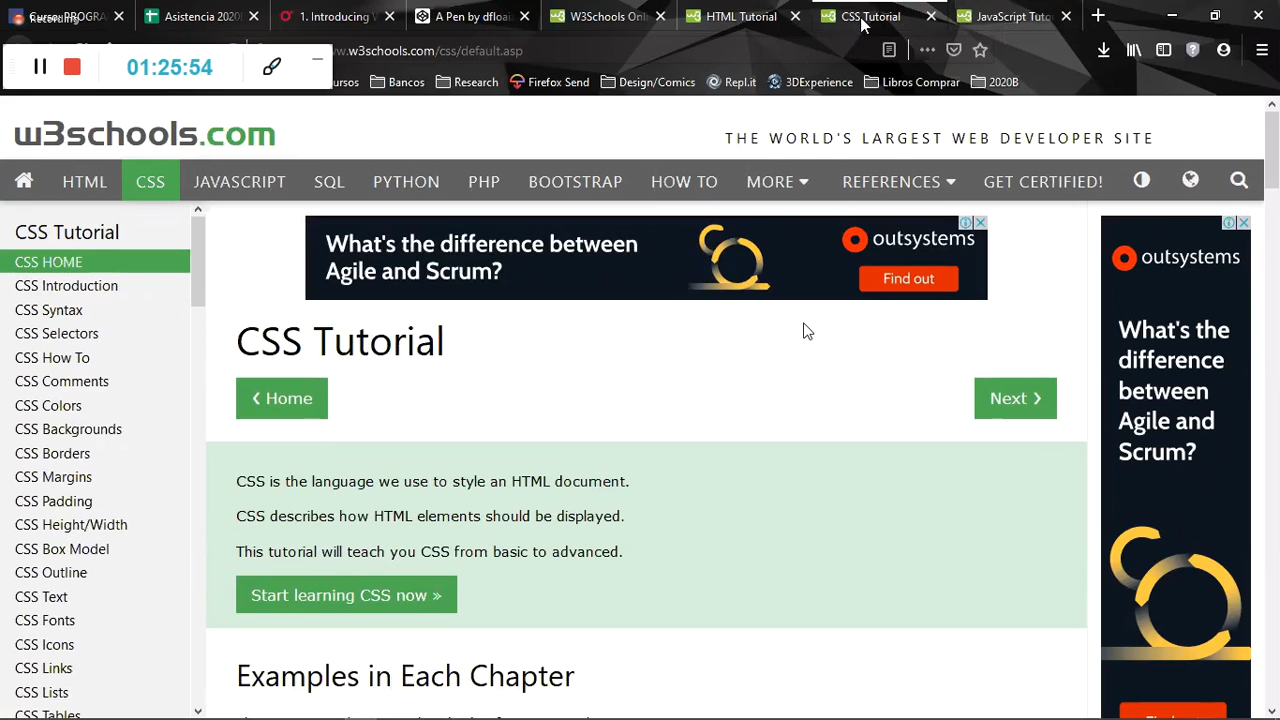 Curso: PROGRA
Asistencia 2020
1. Introducing
A Pen by dfloa
W3Schools Onl
HTML Tutorial
CSS Tutorial
JavaScript Tuto
w.w3schools.com/css/default.asp
01:25:54
ursos
Bancos
Research
Firefox Send
Design/Comics
Repl.it
3DExperience
Libros Comprar
2020B
w3schools.com
THE WORLD'S LARGEST WEB DEVELOPER SITE
HTML
CSS
JAVASCRIPT
SQL
PYTHON
PHP
BOOTSTRAP
HOW TO
MORE
REFERENCES
GET CERTIFIED!
CSS Tutorial
CSS HOME
CSS Introduction
CSS Syntax
CSS Selectors
CSS How To
CSS Comments
CSS Colors
CSS Backgrounds
CSS Borders
CSS Margins
CSS Padding
CSS Height/Width
CSS Box Model
CSS Outline
CSS Text
CSS Fonts
CSS Icons
CSS Links
CSS Lists
CSS Tables
What's the difference between
Agile and Scrum?
outsystems
Find out
CSS Tutorial
❮ Home
Next ❯
CSS is the language we use to style an HTML document.
CSS describes how HTML elements should be displayed.
This tutorial will teach you CSS from basic to advanced.
Start learning CSS now »
Examples in Each Chapter
outsystems
What's the
difference
between
Agile and
Scrum?